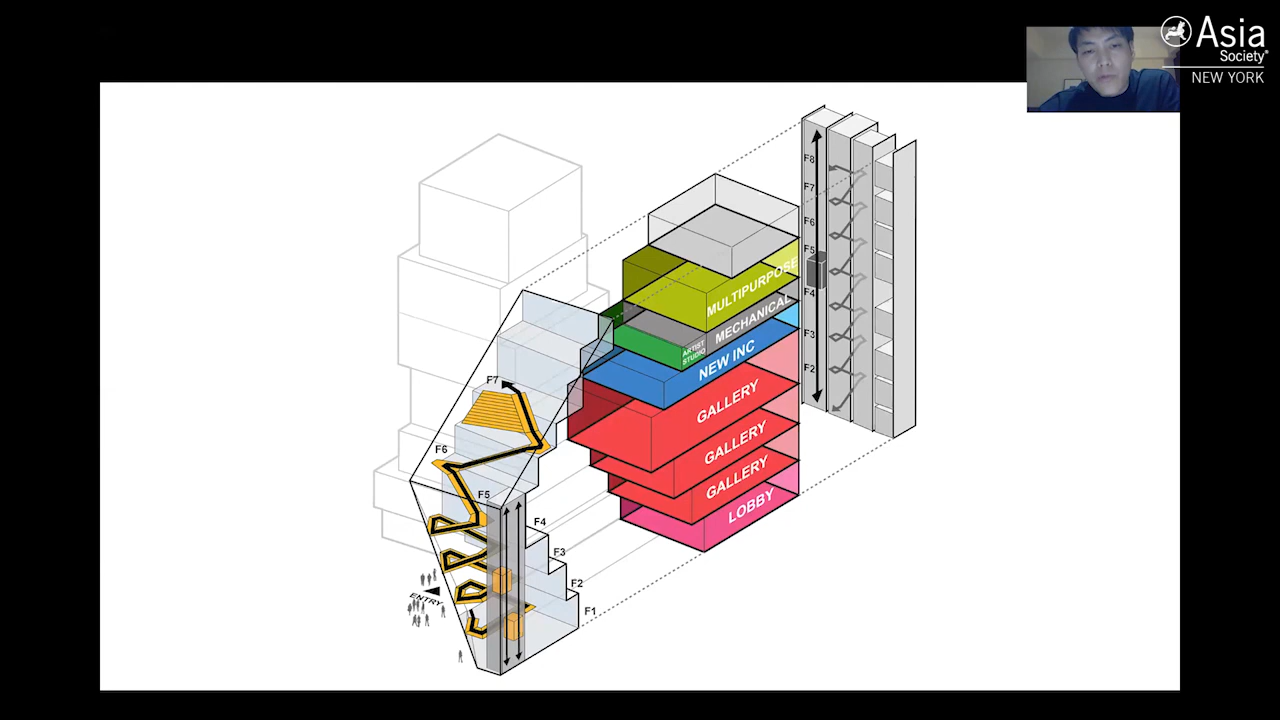 Asia
Society
NEW YORK
F8
F7
F6
F5
F4
F3
F2
MULTIPURPOSE
MECHANICAL
ARTIST
STUDIO
NEW INC
GALLERY
GALLERY
GALLERY
LOBBY
F7
F6
F5
F4
F3
F2
F1
ENTRY